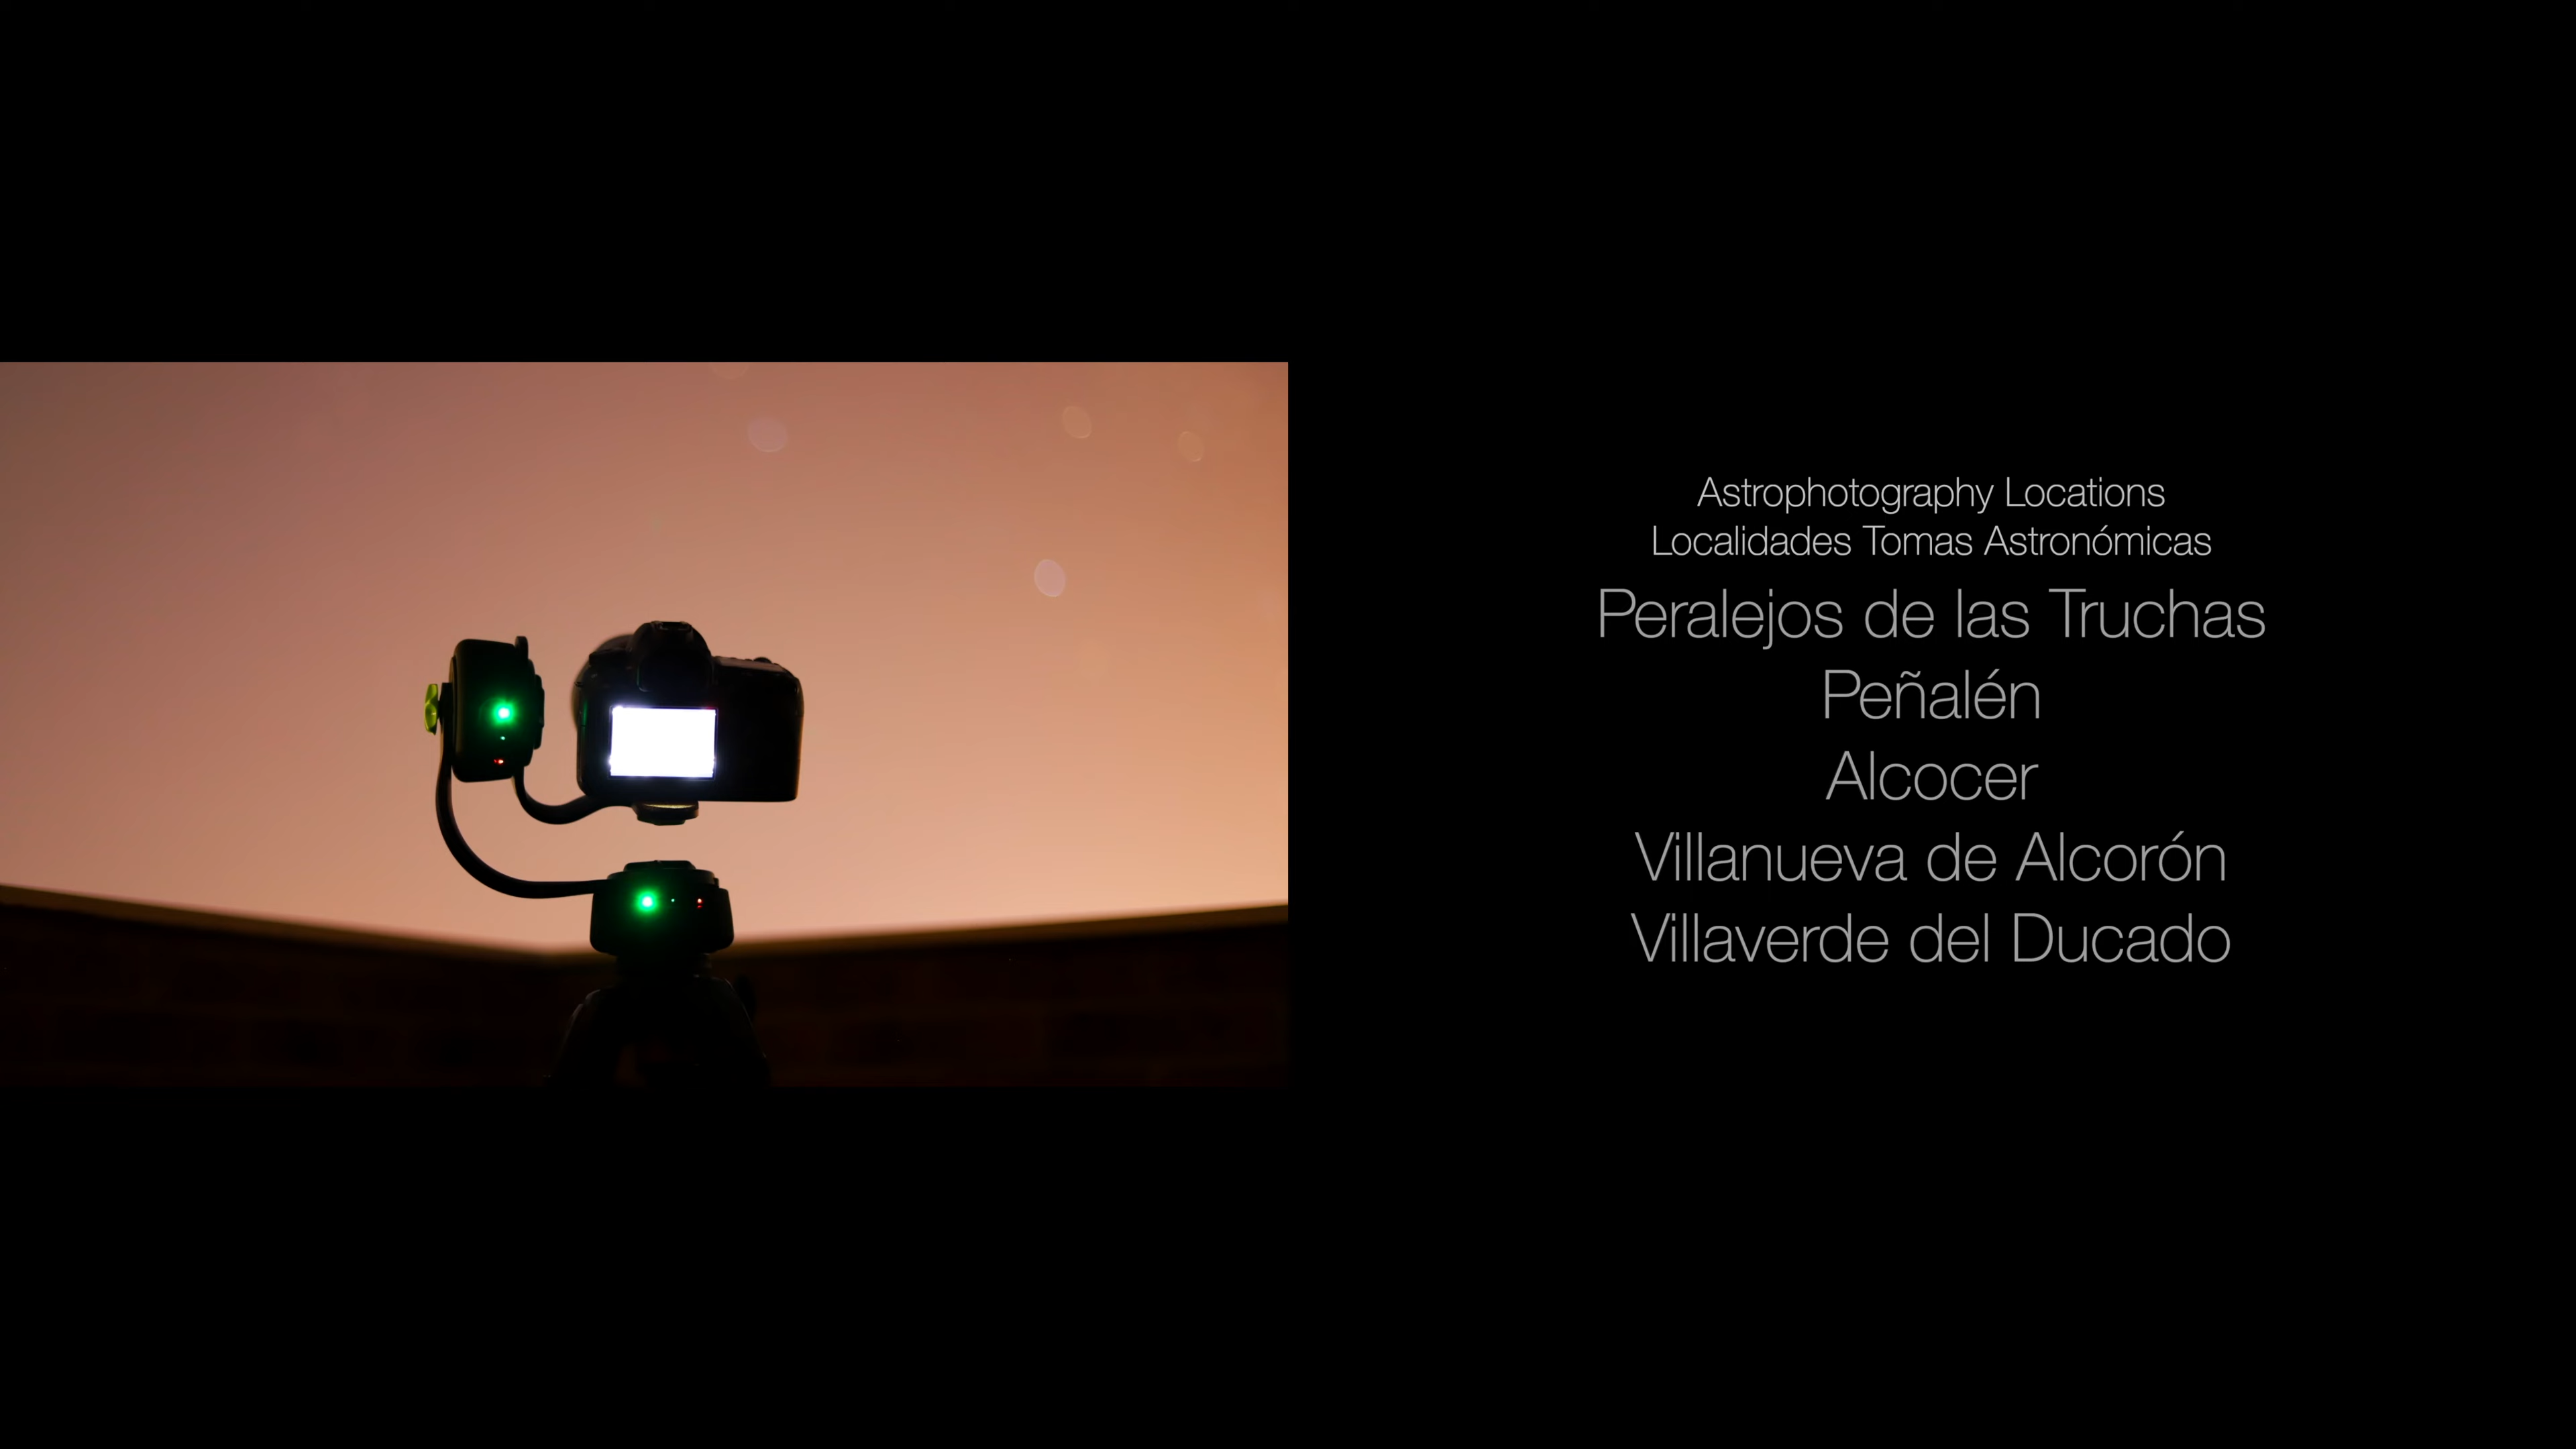 Astrophotography Locations
Localidades Tomas Astronómicas
Peralejos de las Truchas
Peñalén
Alcocer
Villanueva de Alcorón
Villaverde del Ducado